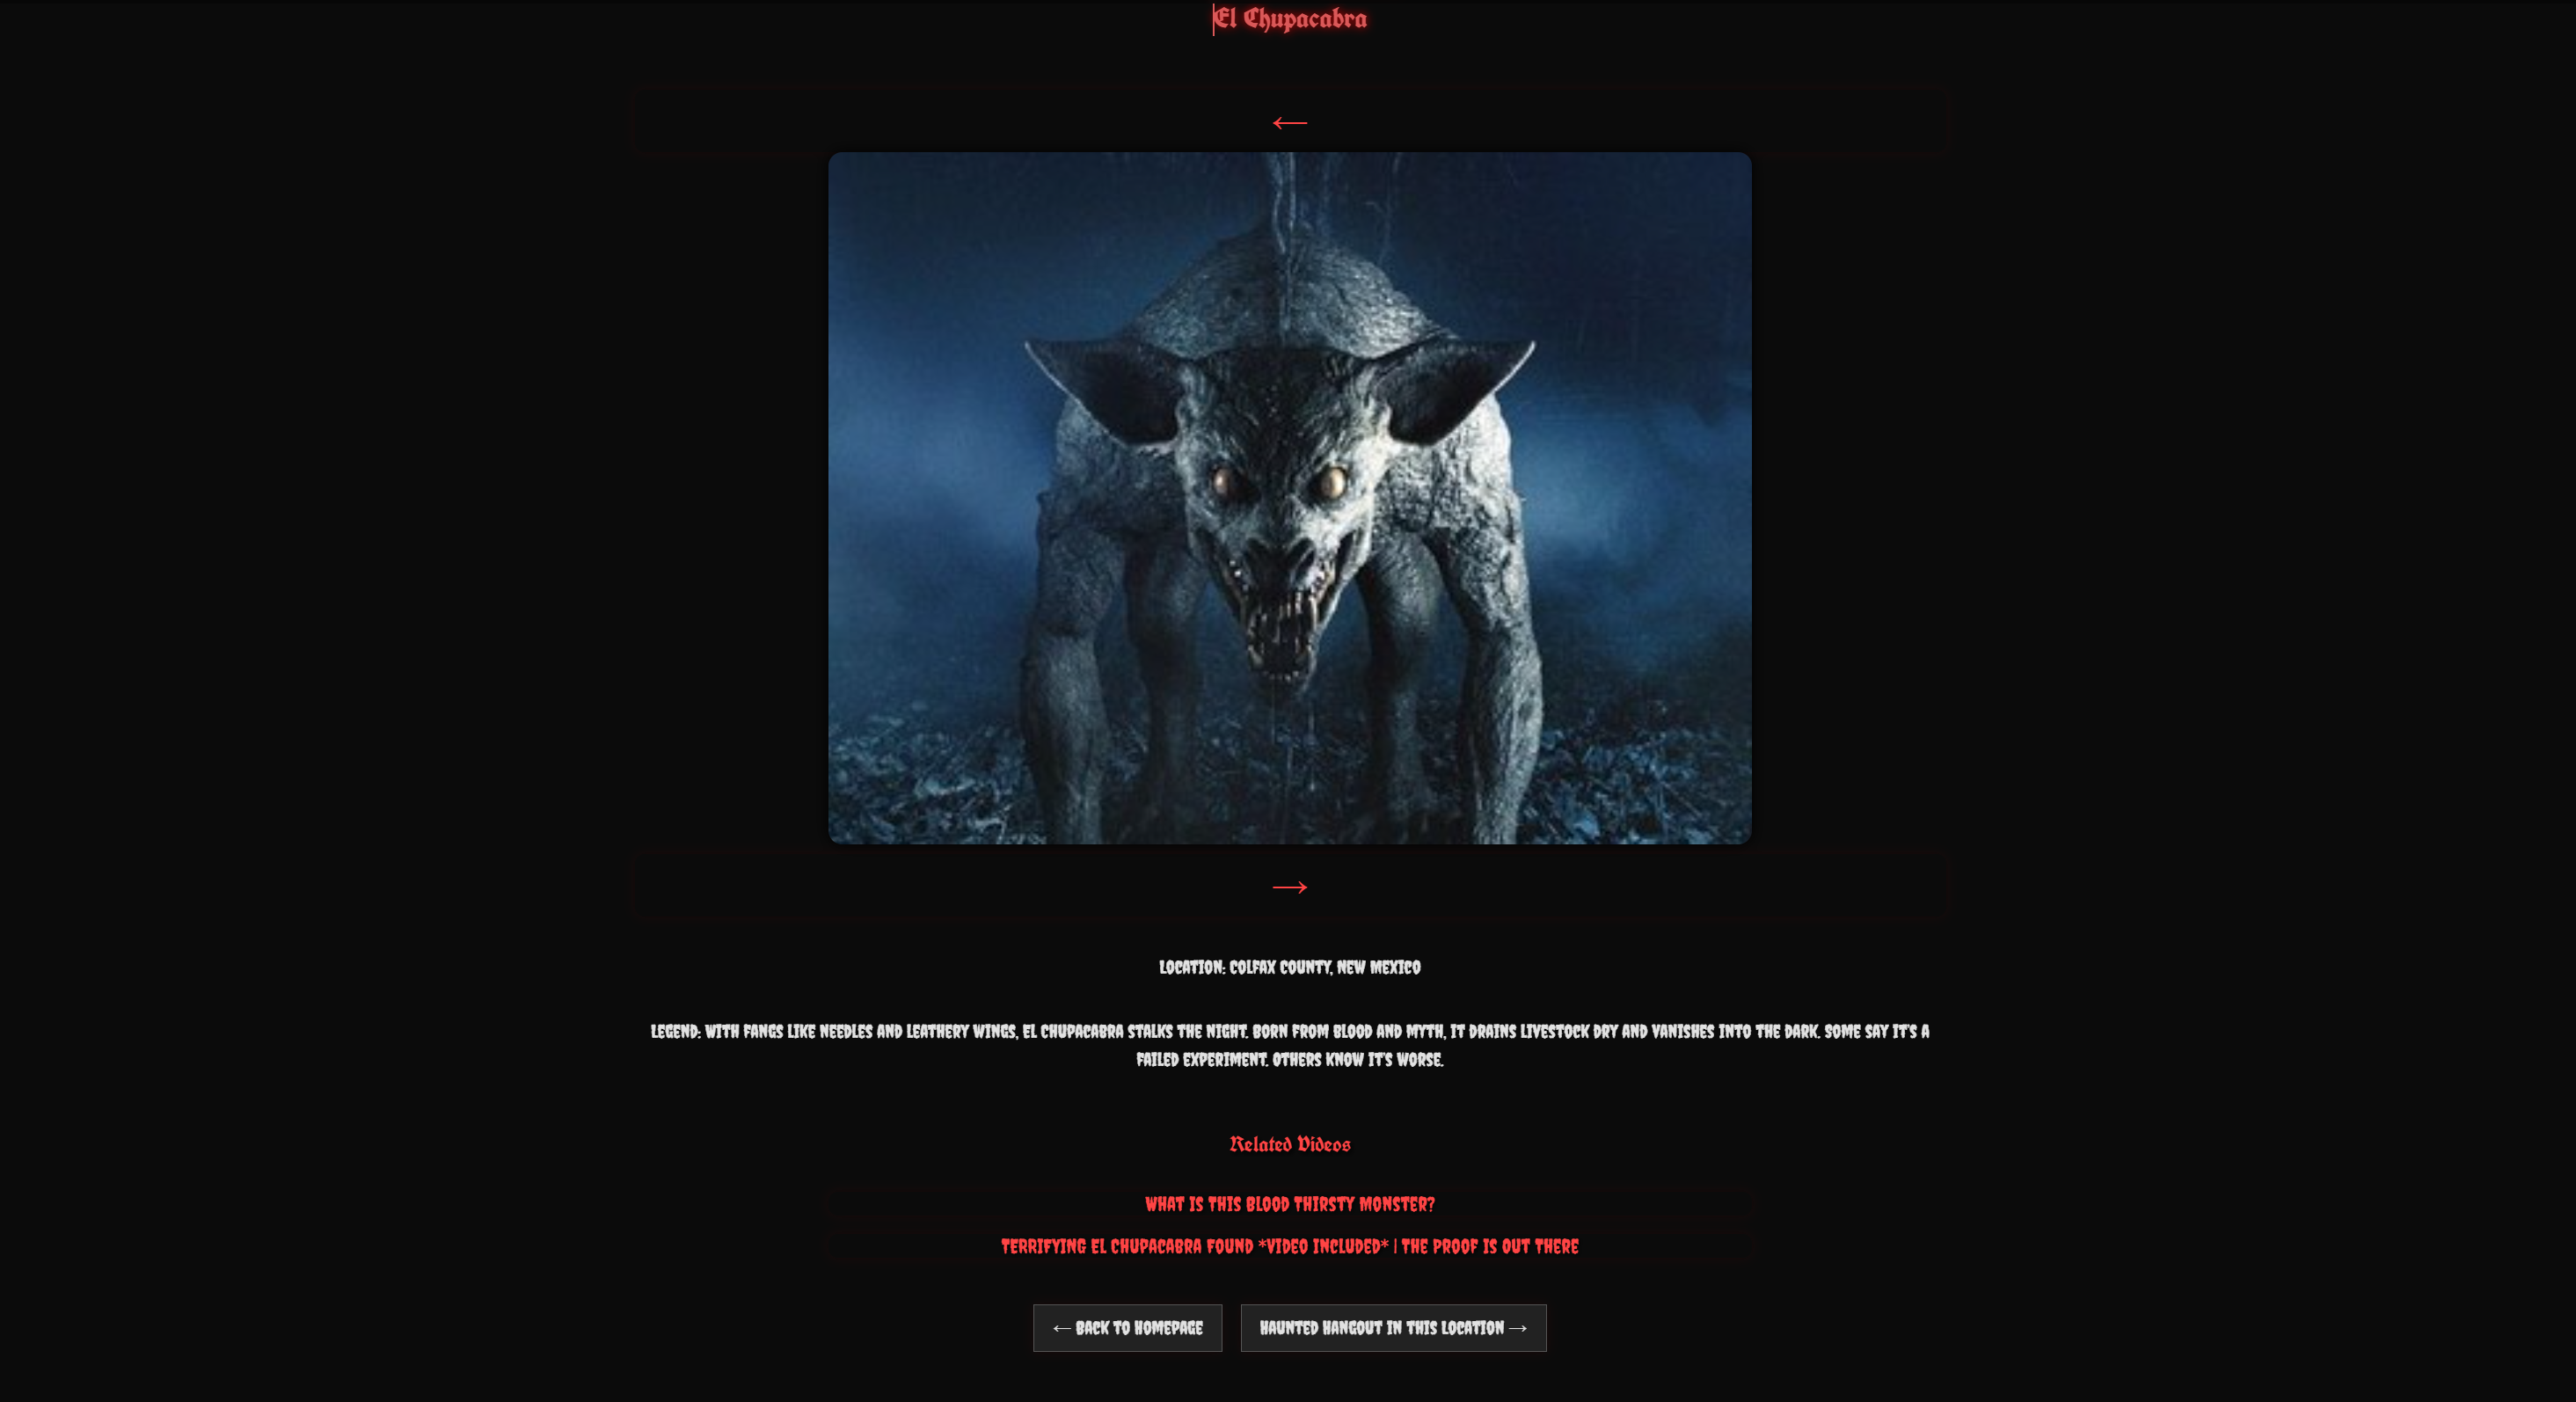 El Chupacabra
←
→
LOCATION: COLFAX COUNTY, NEW MEXICO
LEGEND: WITH FANGS LIKE NEEDLES AND LEATHERY WINGS, EL CHUPACABRA STALKS THE NIGHT. BORN FROM BLOOD AND MYTH, IT DRAINS LIVESTOCK DRY AND VANISHES INTO THE DARK. SOME SAY IT'S A
FAILED EXPERIMENT. OTHERS KNOW IT'S WORSE.
Related Videos
WHAT IS THIS BLOOD THIRSTY MONSTER?
TERRIFYING EL CHUPACABRA FOUND *VIDEO INCLUDED* | THE PROOF IS OUT THERE
← BACK TO HOMEPAGE
HAUNTED HANGOUT IN THIS LOCATION →